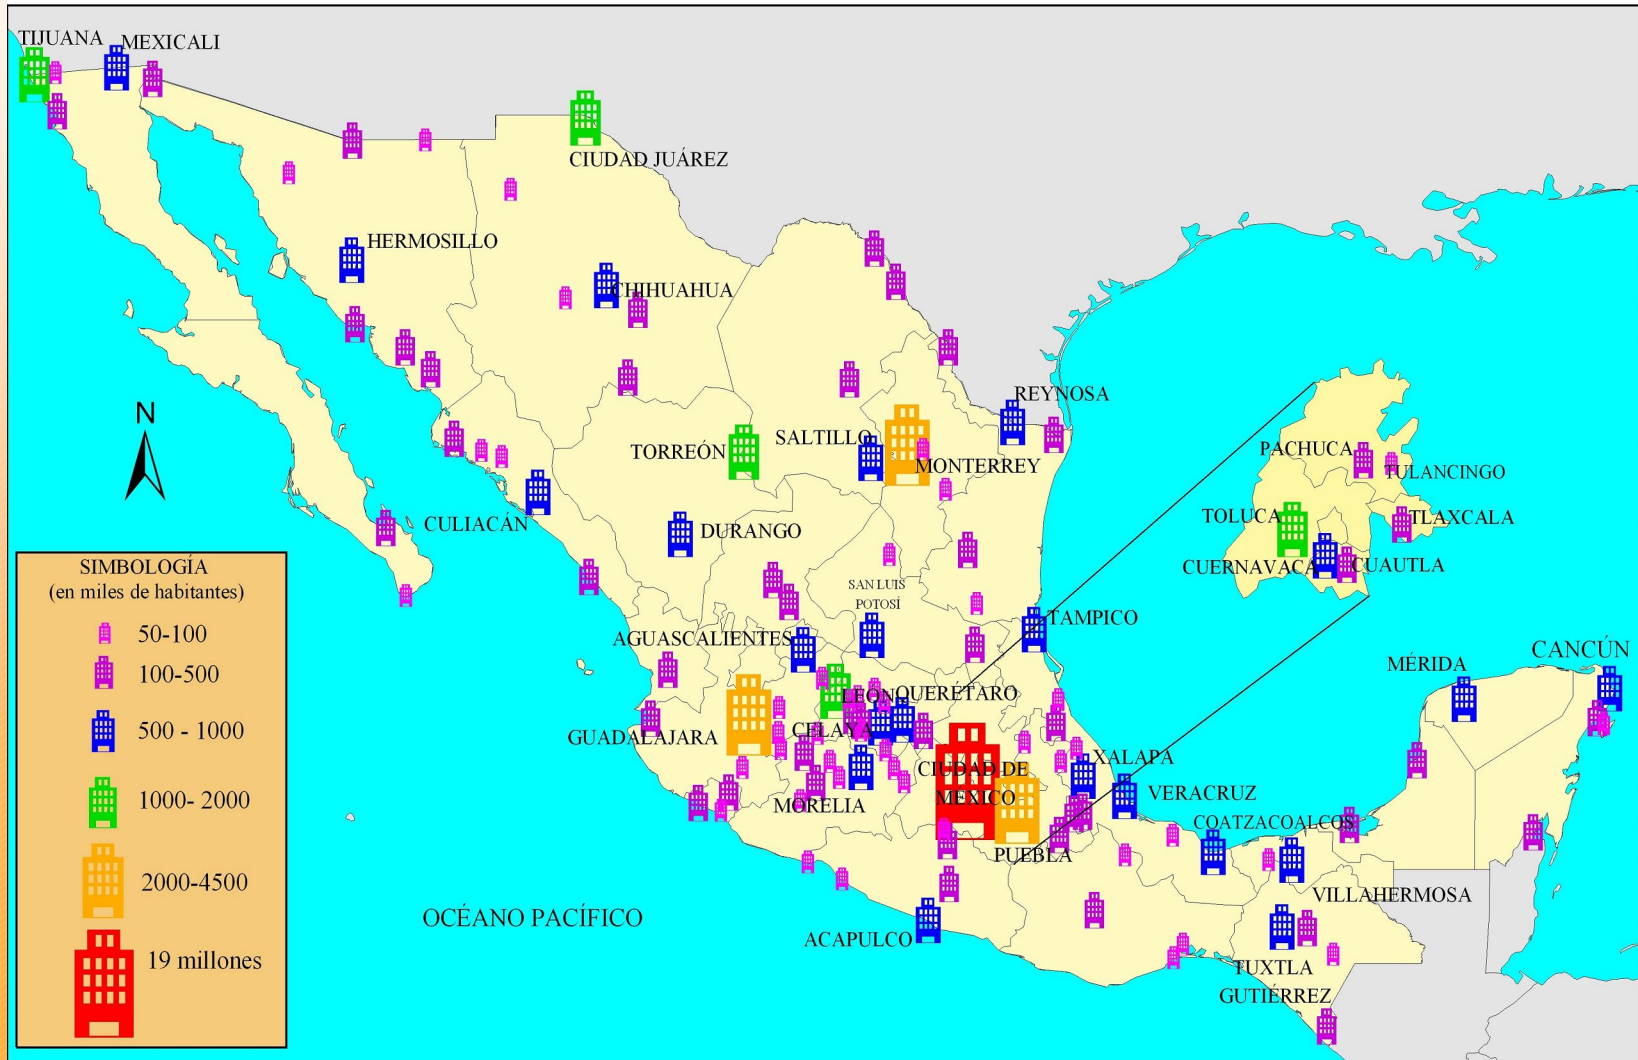 TIJUANA
MEXICALI
CIUDAD JUÁREZ
HERMOSILLO
CHIHUAHUA
REYNOSA
SALTILLO
TORREÓN
MONTERREY
PACHUCA
TULANCINGO
N
CULIACÁN
DURANGO
TOLUCA
TLAXCALA
CUERNAVACA
CUAUTLA
SAN LUIS
POTOSÍ
TAMPICO
AGUASCALIENTES
CANCÚN
MÉRIDA
LEON
QUERÉTARO
GUADALAJARA
CELAYA
XALAPA
CIUDAD DE
MEXICO
VERACRUZ
MORELIA
COATZACOALCOS
PUEBLA
VILLAHERMOSA
OCÉANO PACÍFICO
ACAPULCO
TUXTLA
GUTIÉRREZ
SIMBOLOGÍA
(en miles de habitantes)
50-100
100-500
500 - 1000
1000- 2000
2000-4500
19 millones